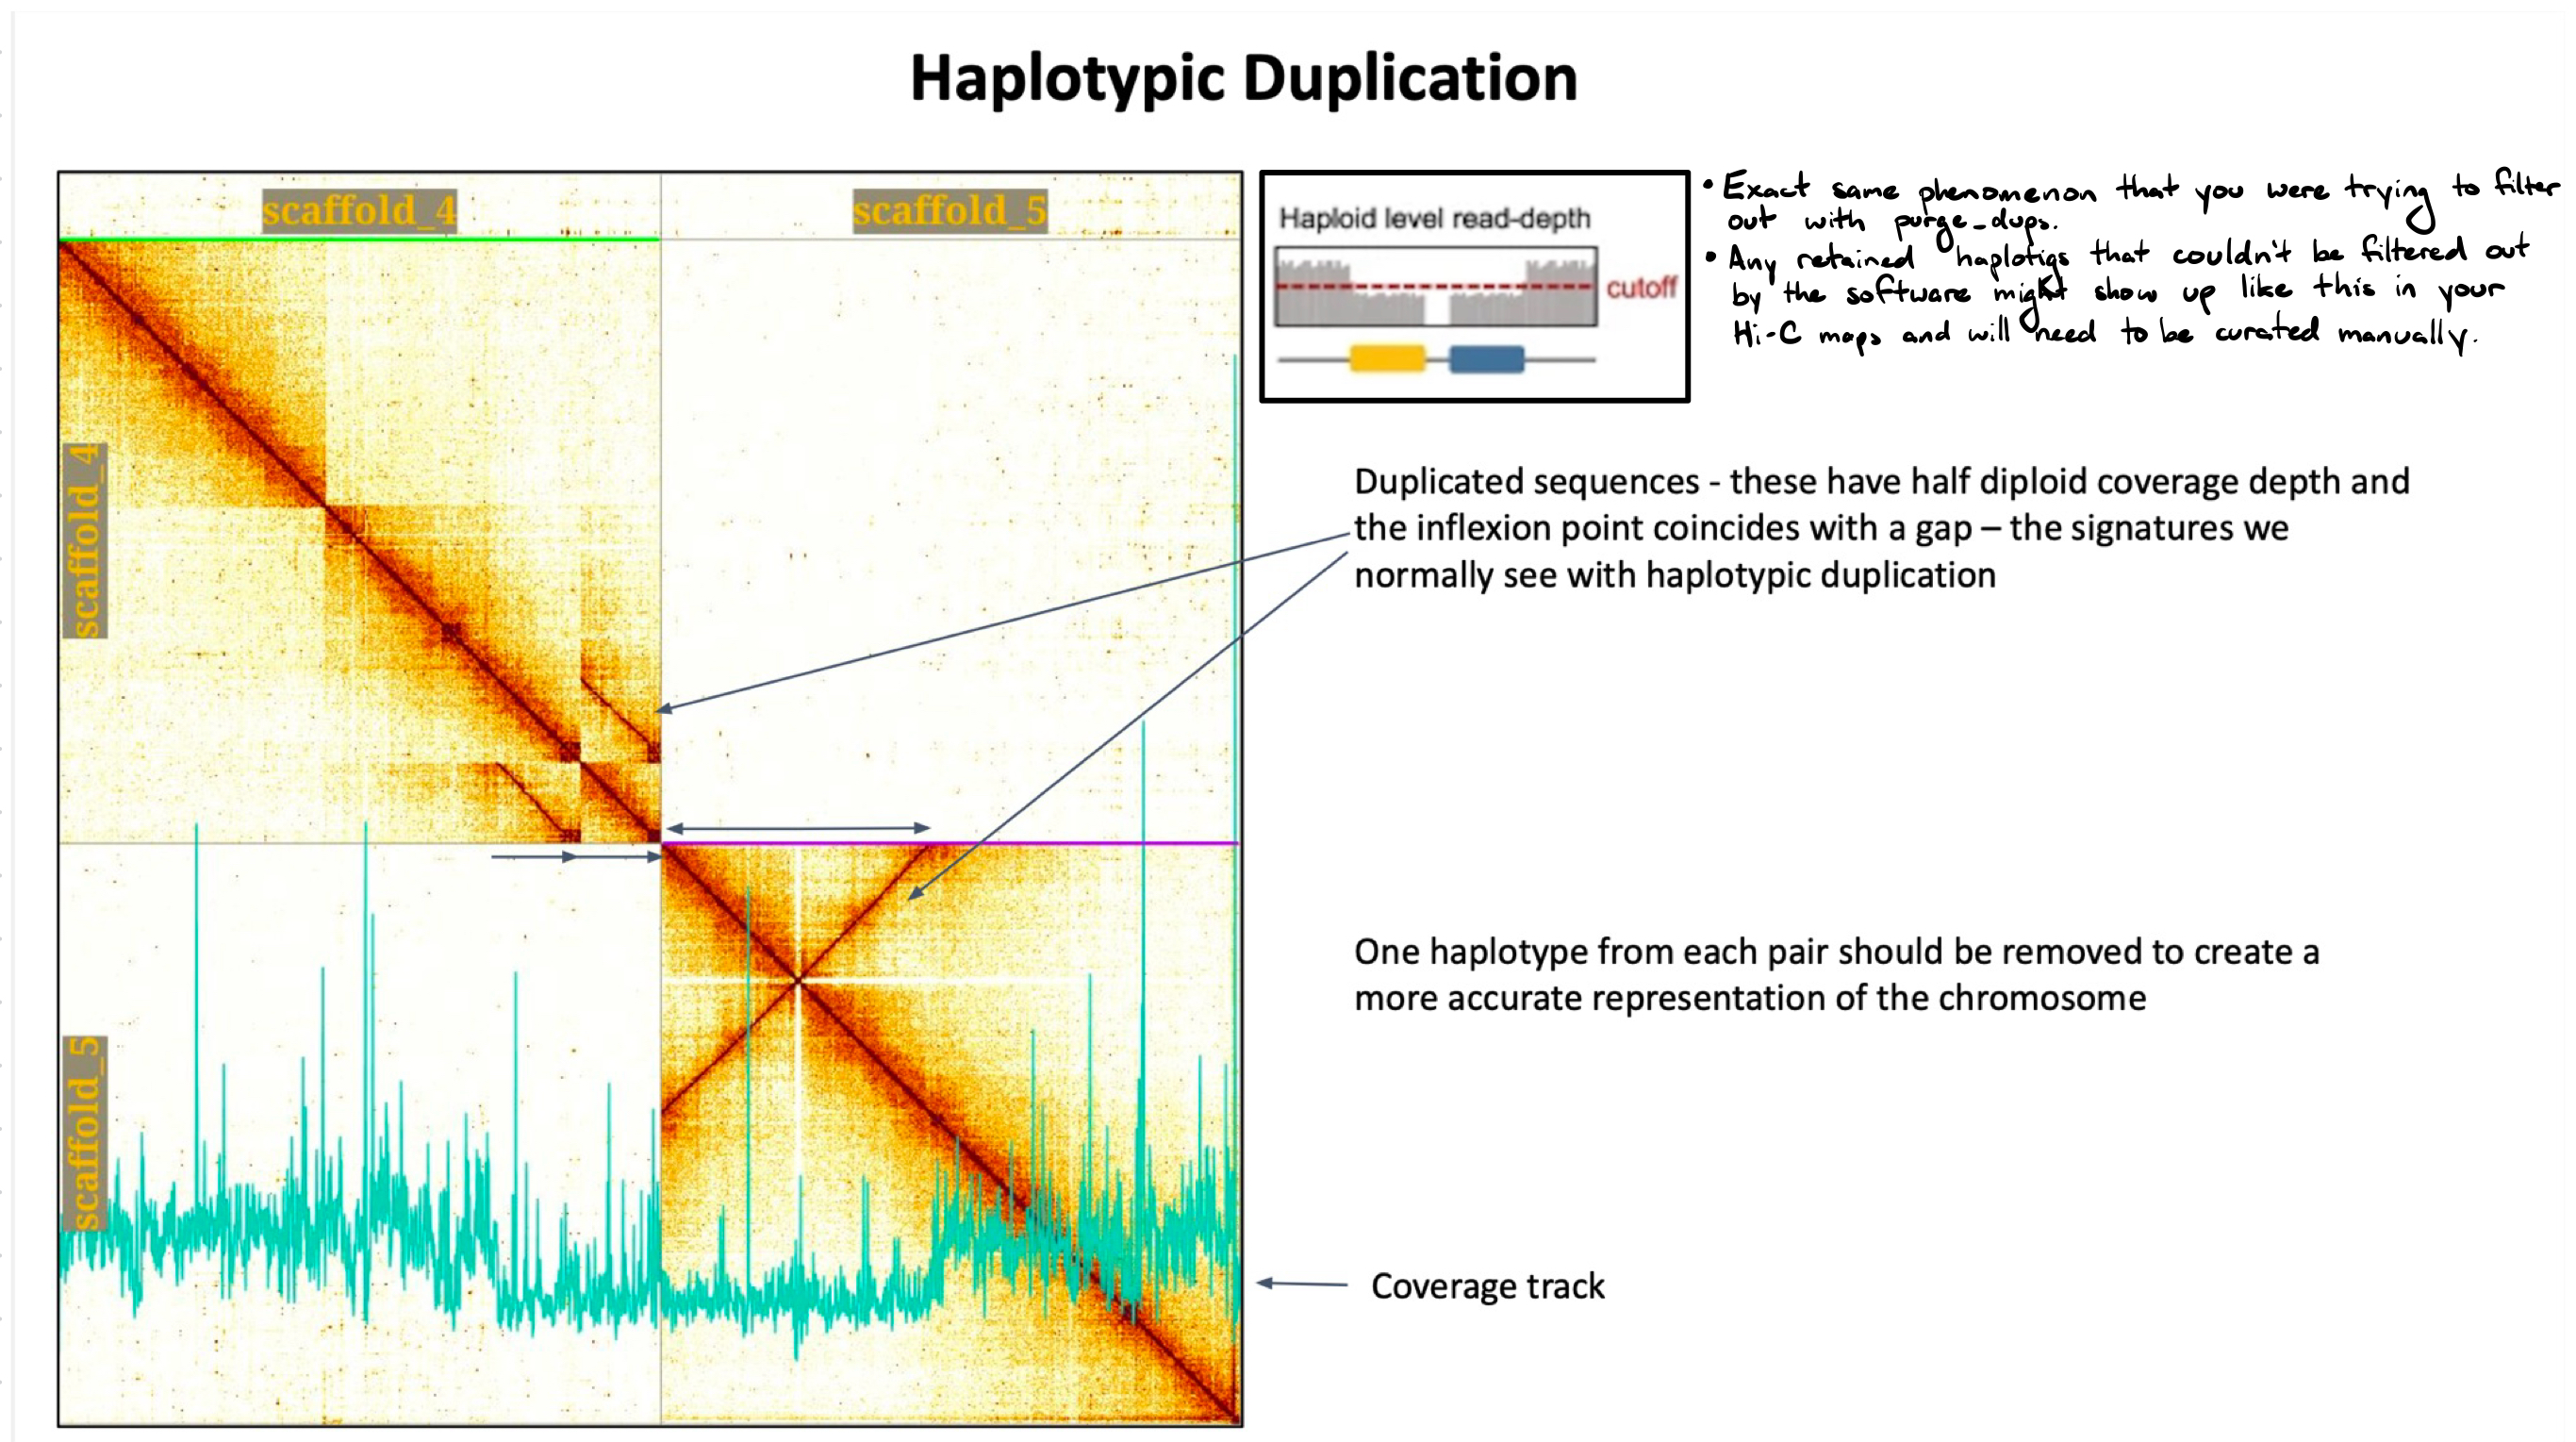 Haplotypic Duplication
scaffold_4
scaffold_5
scaffold_4
scaffold_5
Haploid level read-depth
cutoff
• Exact same phenomenon that you were trying to filter
out with purge_dups.
• Any retained haplotigs that couldn't be filtered out
by the software might show up like this in your
Hi-C maps and will need to be curated manually.
Duplicated sequences - these have half diploid coverage depth and
the inflexion point coincides with a gap – the signatures we
normally see with haplotypic duplication
One haplotype from each pair should be removed to create a
more accurate representation of the chromosome
Coverage track